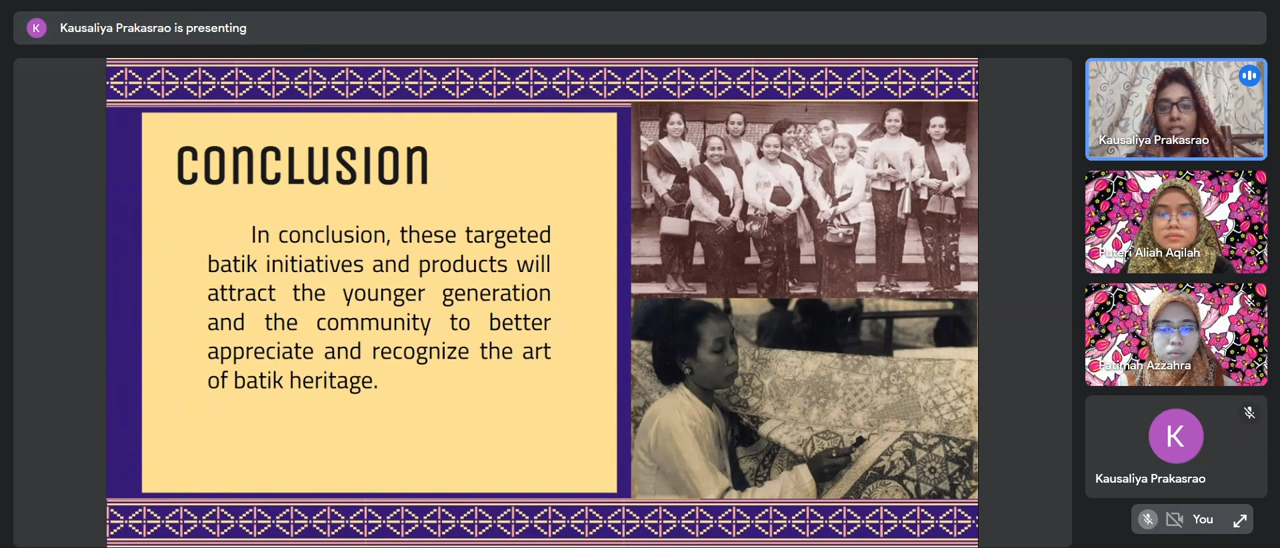 K
Kausaliya Prakasrao is presenting
CONCLUSION
In conclusion, these targeted
batik initiatives and products will
attract the younger generation
and the community to better
appreciate and recognize the art
of batik heritage.
Kausaliya Prakasrao
Puteri Aliah Aqilah
Fatimah Azzahra
K
Kausaliya Prakasrao
You